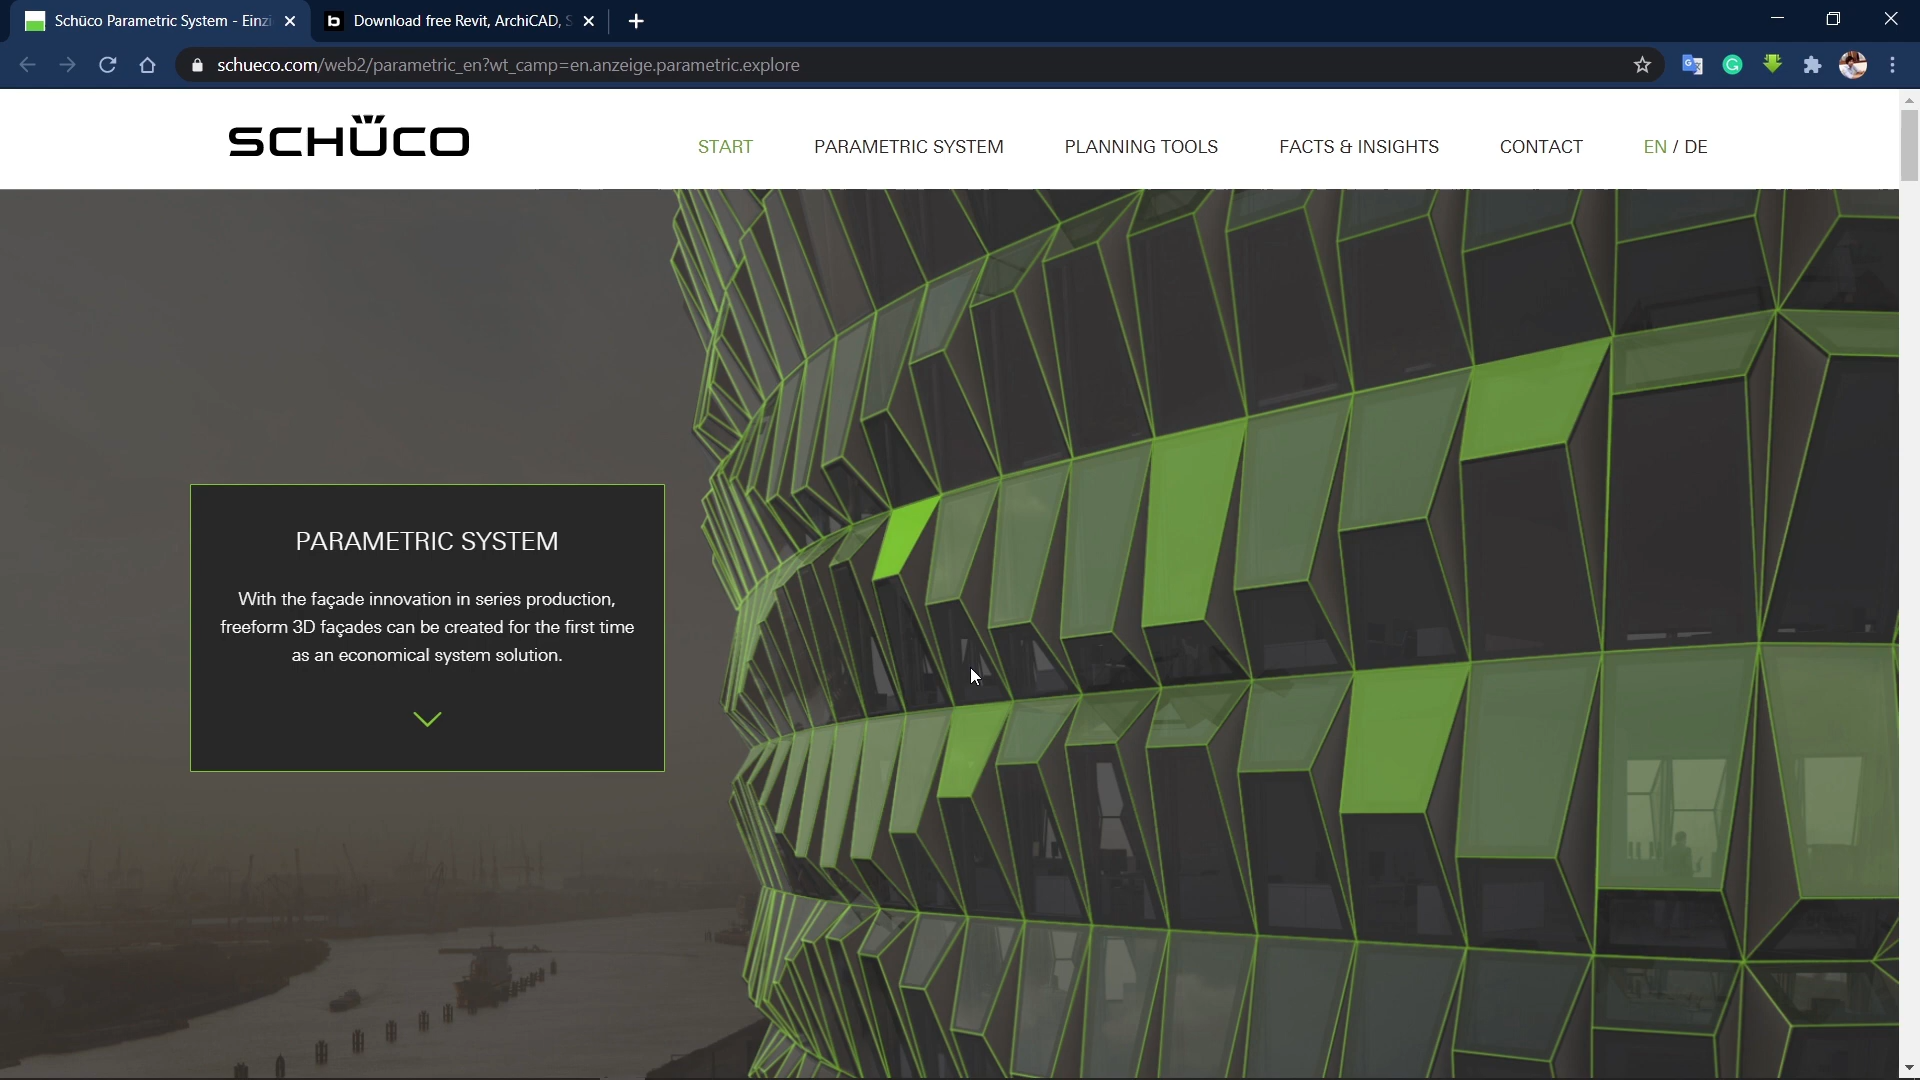 Schüco Parametric System - Einzi
Download free Revit, ArchiCAD, S
schueco.com/web2/parametric_en?wt_camp=en.anzeige.parametric.explore
SCHÜCO
START
PARAMETRIC SYSTEM
PLANNING TOOLS
FACTS & INSIGHTS
CONTACT
EN / DE
PARAMETRIC SYSTEM
With the façade innovation in series production,
freeform 3D façades can be created for the first time
as an economical system solution.